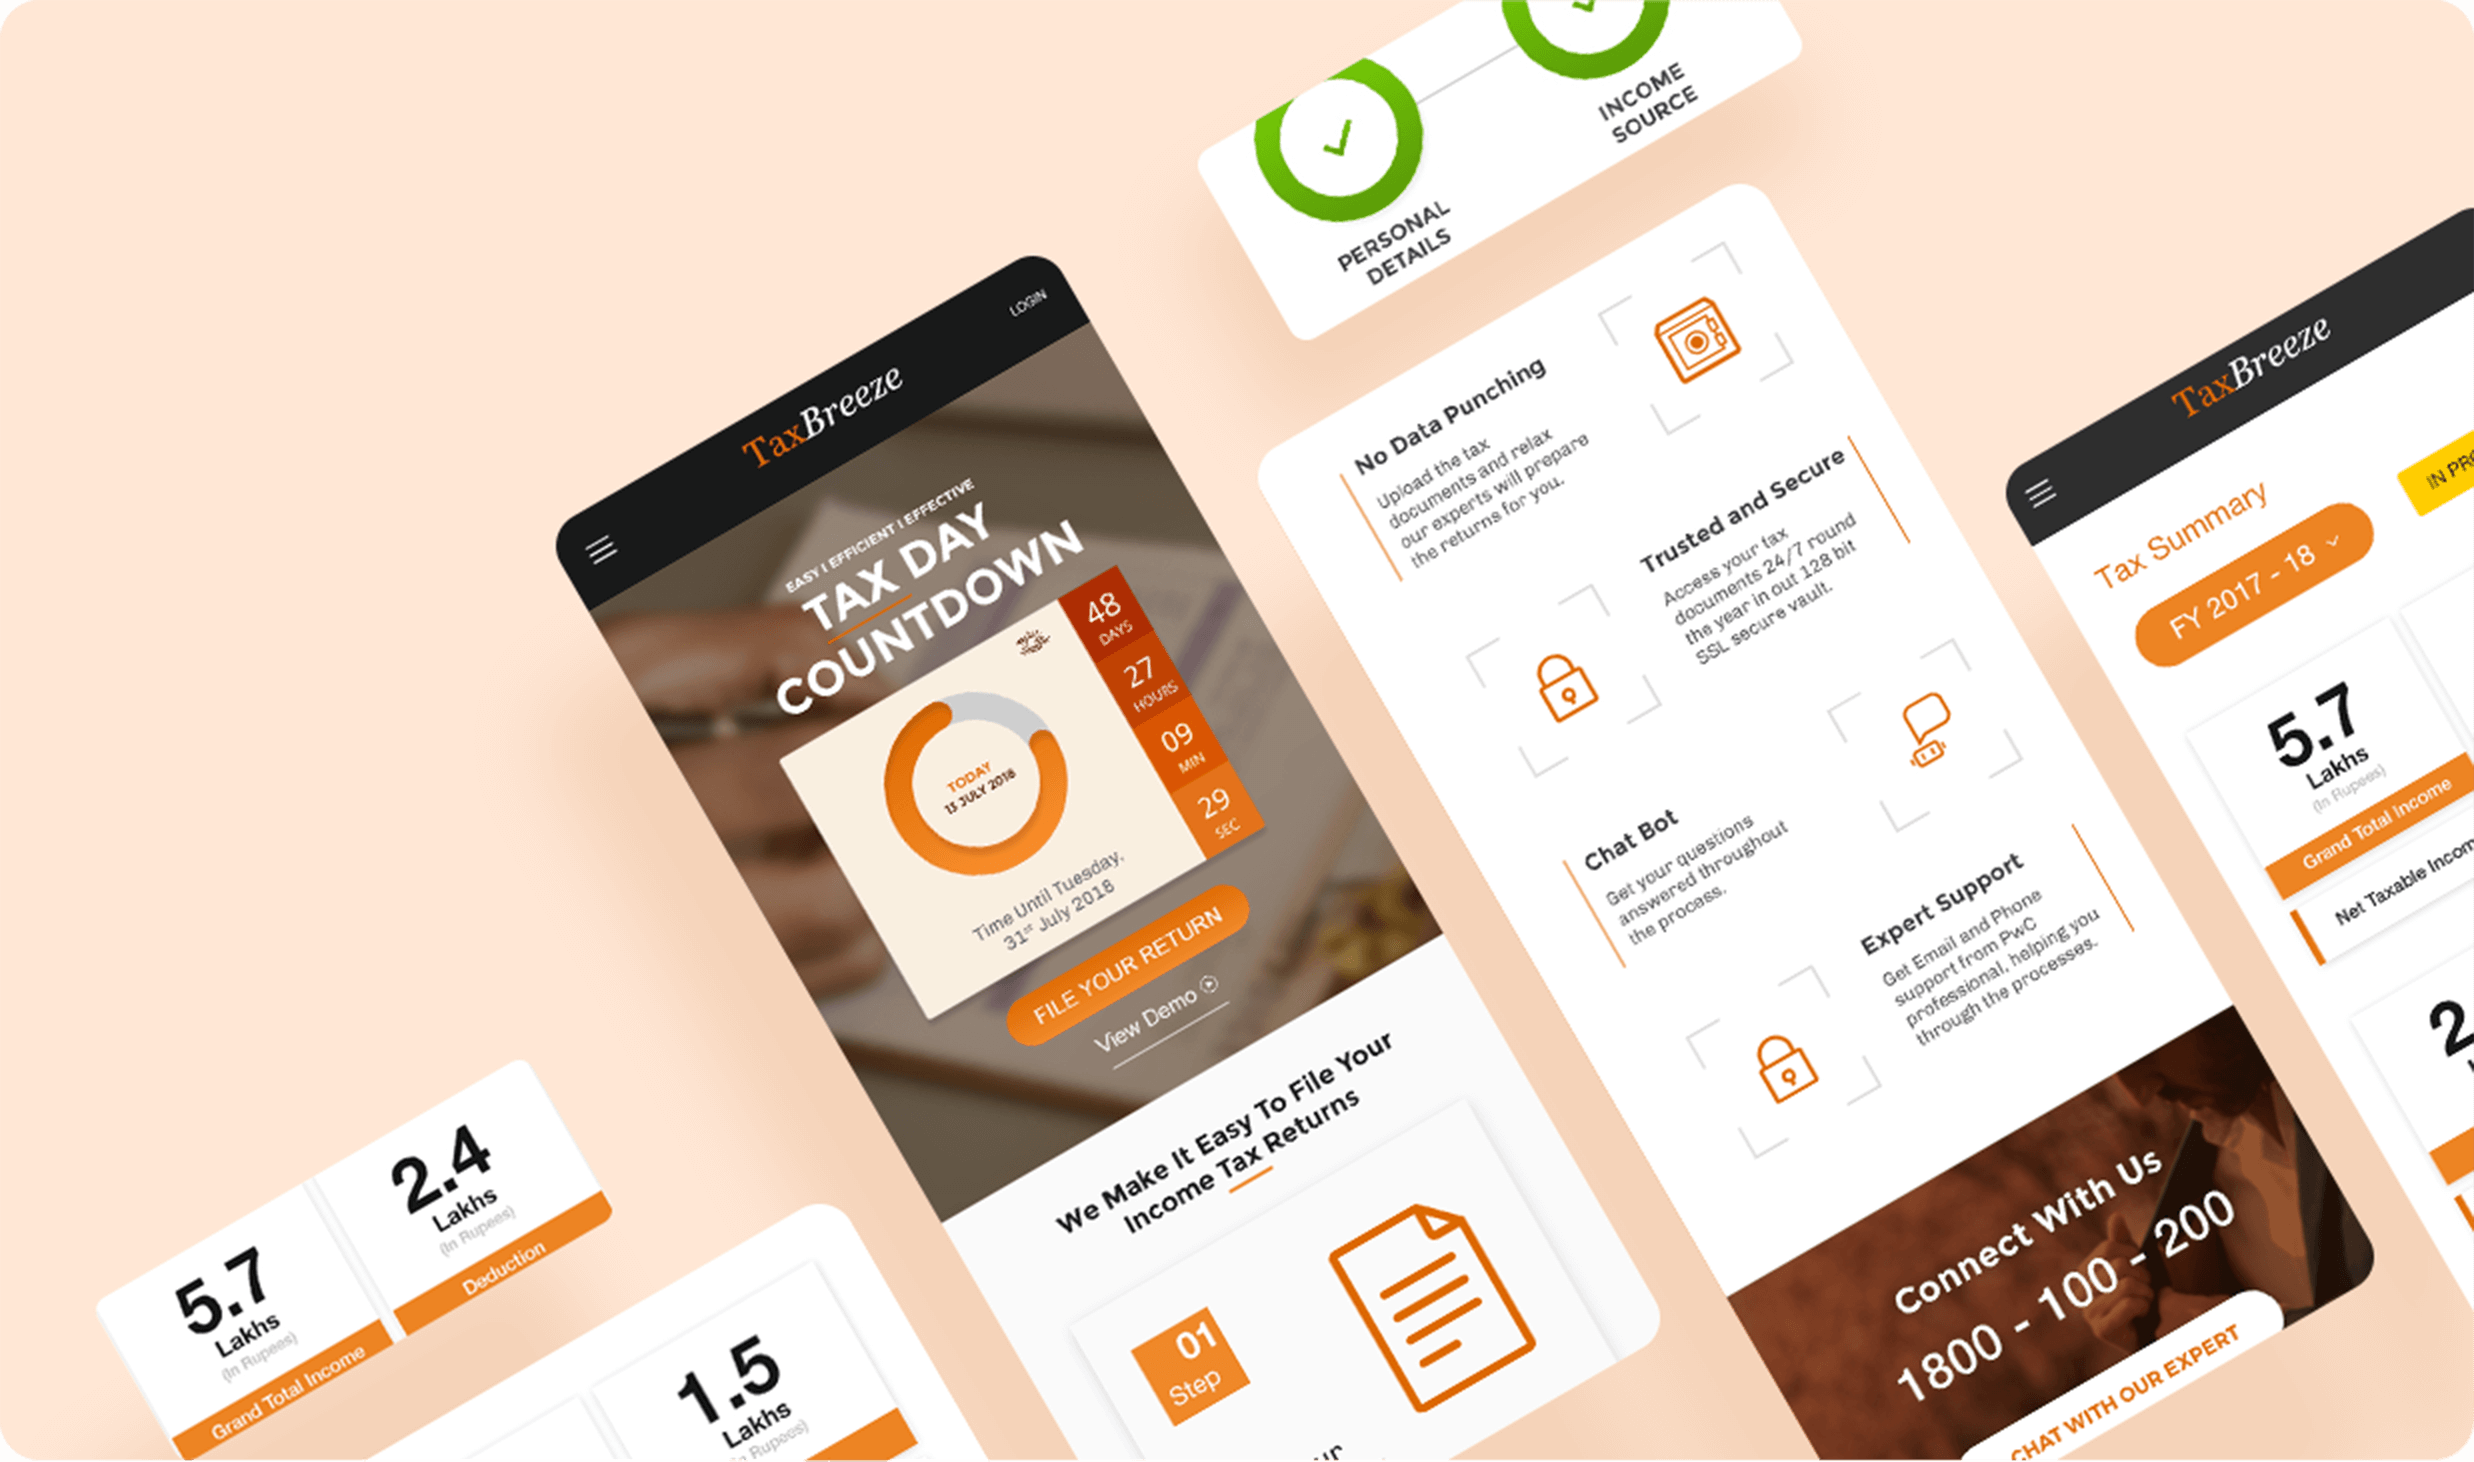 INCOME
SOURCE
PERSONAL
DETAILS
LOGIN
TaxBreeze
EASY I EFFICIENT I EFFECTIVE
TAX DAY
COUNTDOWN
48
DAYS
27
HOURS
09
MIN
29
SEC
TODAY
13 JULY 2018
Time Until Tuesday,
31st July 2018
FILE YOUR RETURN
View Demo
We Make It Easy To File Your
Income Tax Returns
01
Step
No Data Punching
Upload the tax
documents and relax
our experts will prepare
the returns for you.
Trusted and Secure
Access your tax
documents 24/7 round
the year in out 128 bit
SSL secure vault.
Chat Bot
Get your questions
answered throughout
the process.
Expert Support
Get Email and Phone
support from PwC
professional, helping you
through the processes.
Connect With Us
1800 - 100 - 200
CHAT WITH OUR EXPERT
TaxBreeze
Tax Summary
IN
FY 2017 - 18
5.7
Lakhs
(In Rupees)
Grand Total Income
Net Taxable
5.7
Lakhs
(In Rupees)
Grand Total Income
2.4
Lakhs
(In Rupees)
Deduction
1.5
Lakhs
Rupees)